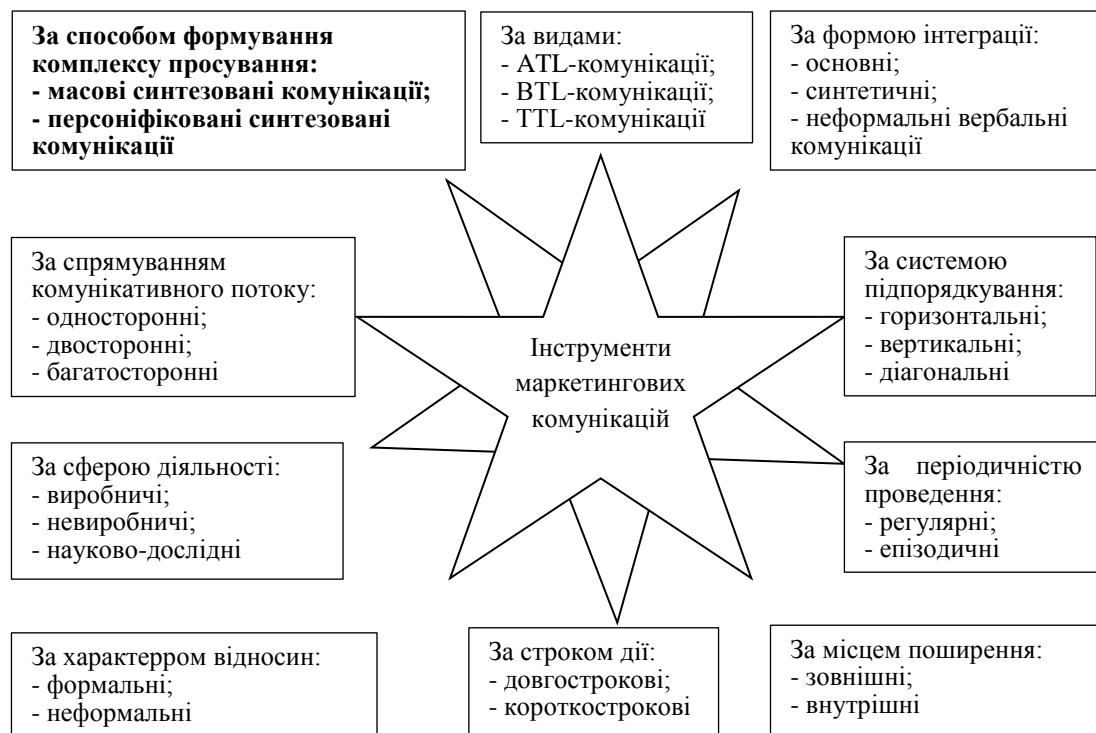 За способом формування
комплексу просування:
- масові синтезовані комунікації;
- персоніфіковані синтезовані
комунікації
За видами:
- ATL-комунікації;
- BTL-комунікації;
- TTL-комунікації
За формою інтеграції:
- основні;
- синтетичні;
- неформальні вербальні
комунікації
За спрямуванням
комунікативного потоку:
- односторонні;
- двосторонні;
- багатосторонні
Інструменти
маркетингових
комунікацій
За системою
підпорядкування:
- горизонтальні;
- вертикальні;
- діагональні
За сферою діяльності:
- виробничі;
- невиробничі;
- науково-дослідні
За періодичністю
проведення:
- регулярні;
- епізодичні
За характерром відносин:
- формальні;
- неформальні
За строком дії:
- довгострокові;
- короткострокові
За місцем поширення:
- зовнішні;
- внутрішні